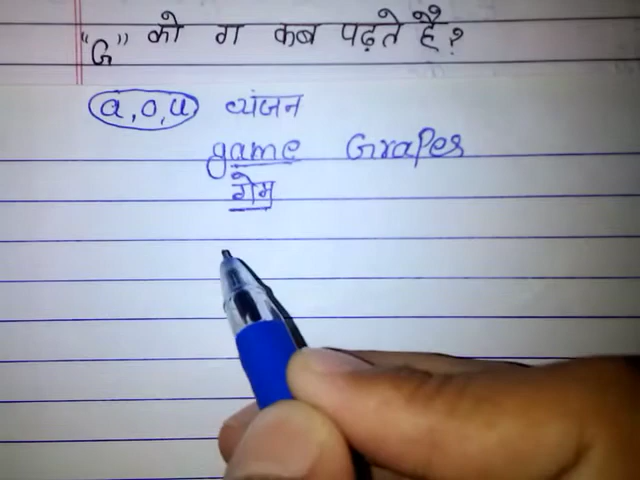 "G" को ग कब पढ़ते है?
a, o, u, व्यंजन
game Grapes
गेम